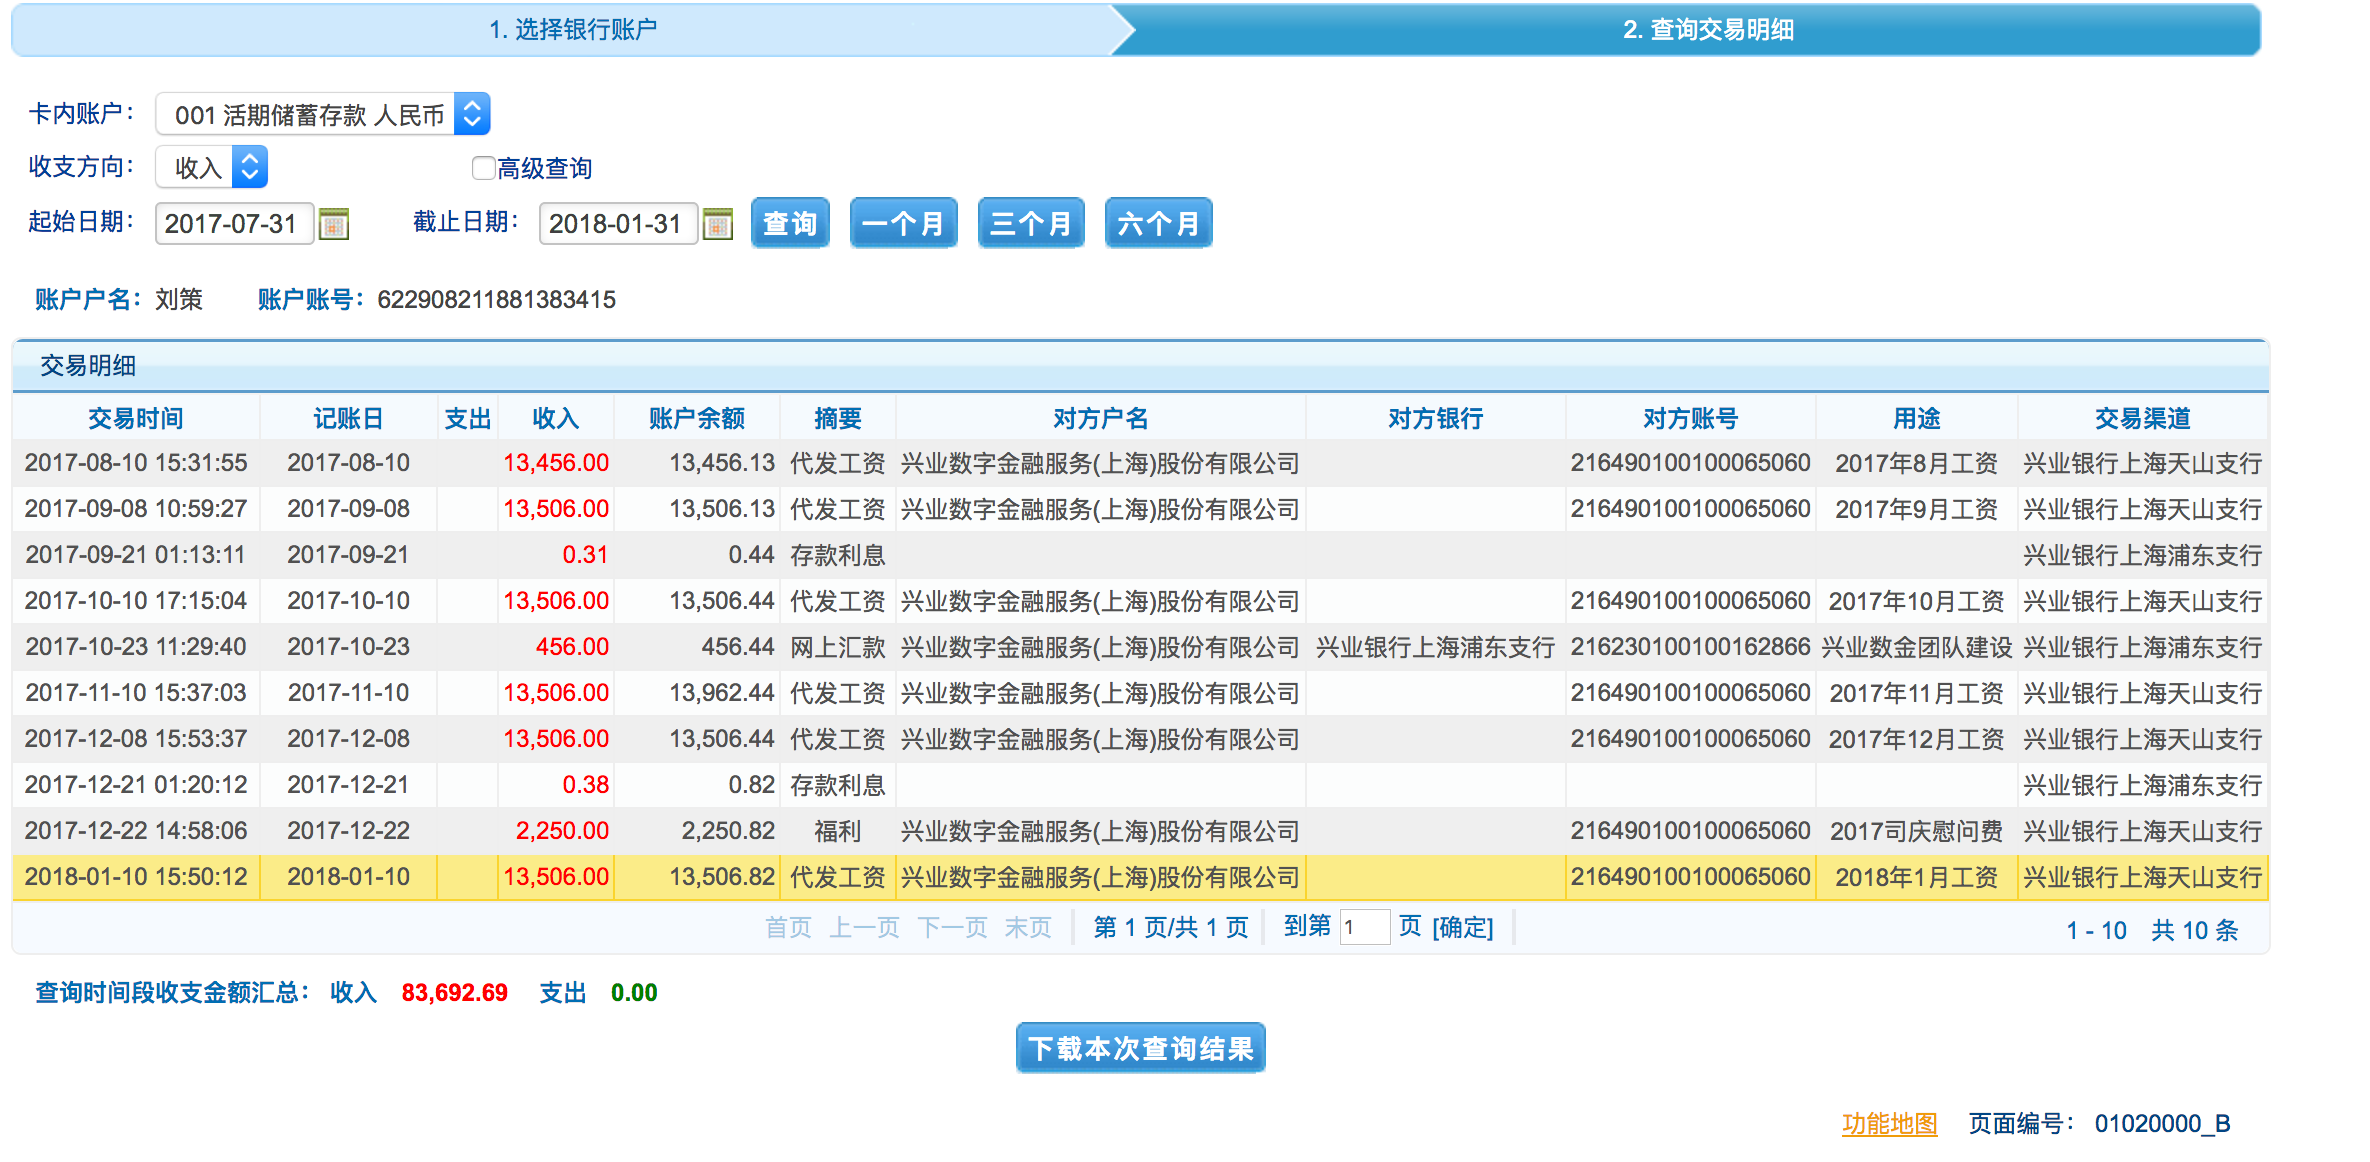 1. 选择银行账户 2. 查询交易明细
卡内账户： 001 活期储蓄存款 人民币
收支方向： 收入 高级查询
起始日期： 2017-07-31 截止日期： 2018-01-31 查询 一个月 三个月 六个月
账户户名： 刘策 账户账号： 622908211881383415
交易明细
交易时间 记账日 支出 收入 账户余额 摘要 对方户名 对方银行 对方账号 用途 交易渠道
2017-08-10 15:31:55 2017-08-10 13,456.00 13,456.13 代发工资 兴业数字金融服务(上海)股份有限公司 216490100100065060 2017年8月工资 兴业银行上海天山支行
2017-09-08 10:59:27 2017-09-08 13,506.00 13,506.13 代发工资 兴业数字金融服务(上海)股份有限公司 216490100100065060 2017年9月工资 兴业银行上海天山支行
2017-09-21 01:13:11 2017-09-21 0.31 0.44 存款利息 兴业银行上海浦东支行
2017-10-10 17:15:04 2017-10-10 13,506.00 13,506.44 代发工资 兴业数字金融服务(上海)股份有限公司 216490100100065060 2017年10月工资 兴业银行上海天山支行
2017-10-23 11:29:40 2017-10-23 456.00 456.44 网上汇款 兴业数字金融服务(上海)股份有限公司 兴业银行上海浦东支行 216230100100162866 兴业数金团队建设 兴业银行上海浦东支行
2017-11-10 15:37:03 2017-11-10 13,506.00 13,962.44 代发工资 兴业数字金融服务(上海)股份有限公司 216490100100065060 2017年11月工资 兴业银行上海天山支行
2017-12-08 15:53:37 2017-12-08 13,506.00 13,506.44 代发工资 兴业数字金融服务(上海)股份有限公司 216490100100065060 2017年12月工资 兴业银行上海天山支行
2017-12-21 01:20:12 2017-12-21 0.38 0.82 存款利息 兴业银行上海浦东支行
2017-12-22 14:58:06 2017-12-22 2,250.00 2,250.82 福利 兴业数字金融服务(上海)股份有限公司 216490100100065060 2017司庆慰问费 兴业银行上海天山支行
2018-01-10 15:50:12 2018-01-10 13,506.00 13,506.82 代发工资 兴业数字金融服务(上海)股份有限公司 216490100100065060 2018年1月工资 兴业银行上海天山支行
首页 上一页 下一页 末页 第 1 页/共 1 页 到第 1 页 [确定] 1 - 10 共 10 条
查询时间段收支金额汇总： 收入 83,692.69 支出 0.00
下载本次查询结果
功能地图 页面编号： 01020000_B